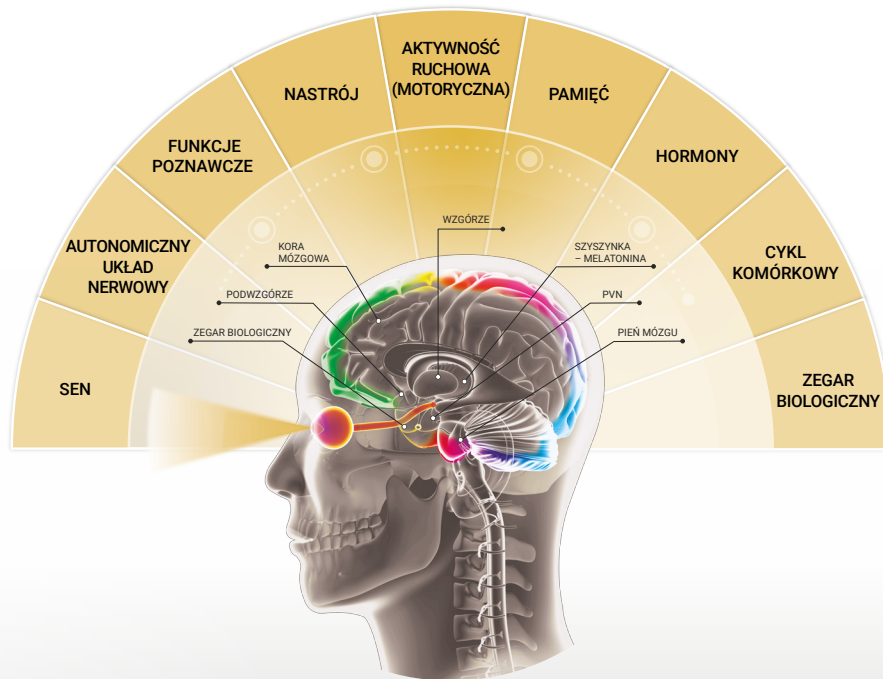 SEN
AUTONOMICZNY
UKŁAD
NERWOWY
FUNKCJE
POZNAWCZE
NASTRÓJ
AKTYWNOŚĆ
RUCHOWA
(MOTORYCZNA)
PAMIĘĆ
HORMONY
CYKL
KOMÓRKOWY
ZEGAR
BIOLOGICZNY
WZGÓRZE
KORA
MÓZGOWA
PODWZGÓRZE
ZEGAR BIOLOGICZNY
SZYSZYNKA
– MELATONINA
PVN
PIEŃ MÓZGU